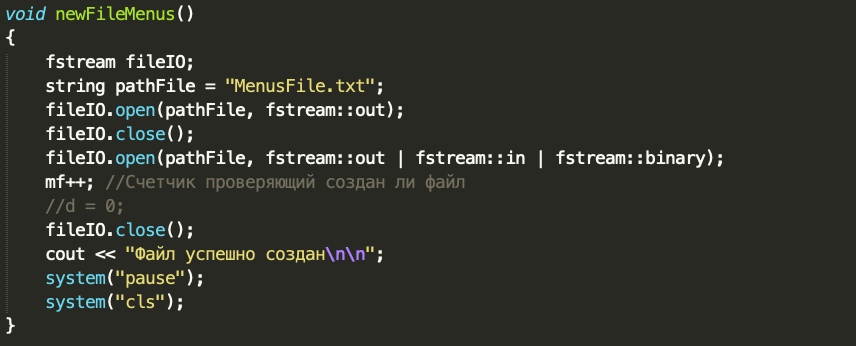 void newFileMenus()
{
    fstream fileIO;
    string pathFile = "MenusFile.txt";
    fileIO.open(pathFile, fstream::out);
    fileIO.close();
    fileIO.open(pathFile, fstream::out | fstream::in | fstream::binary);
    mf++; //Счетчик проверяющий создан ли файл
    //d = 0;
    fileIO.close();
    cout << "Файл успешно создан\n\n";
    system("pause");
    system("cls");
}